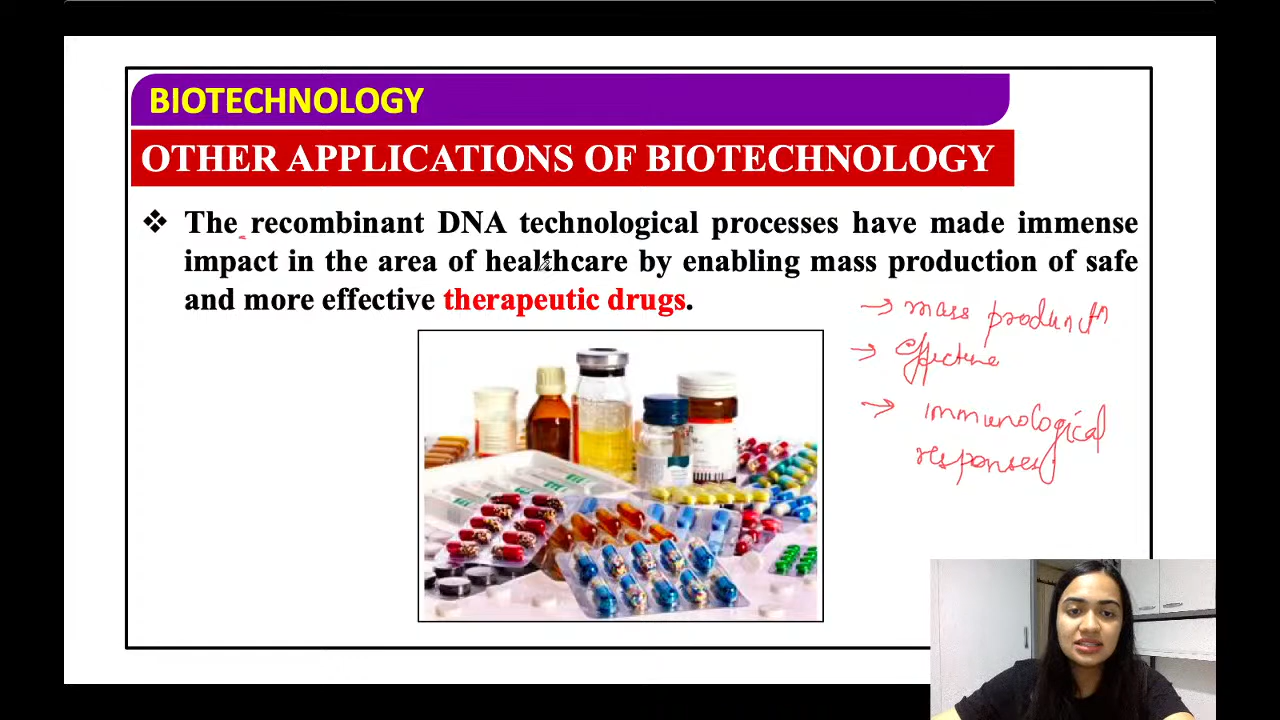 BIOTECHNOLOGY
OTHER APPLICATIONS OF BIOTECHNOLOGY
❖ The recombinant DNA technological processes have made immense
impact in the area of healthcare by enabling mass production of safe
and more effective therapeutic drugs.
→ mass production
→ effective
→ immunological
responses